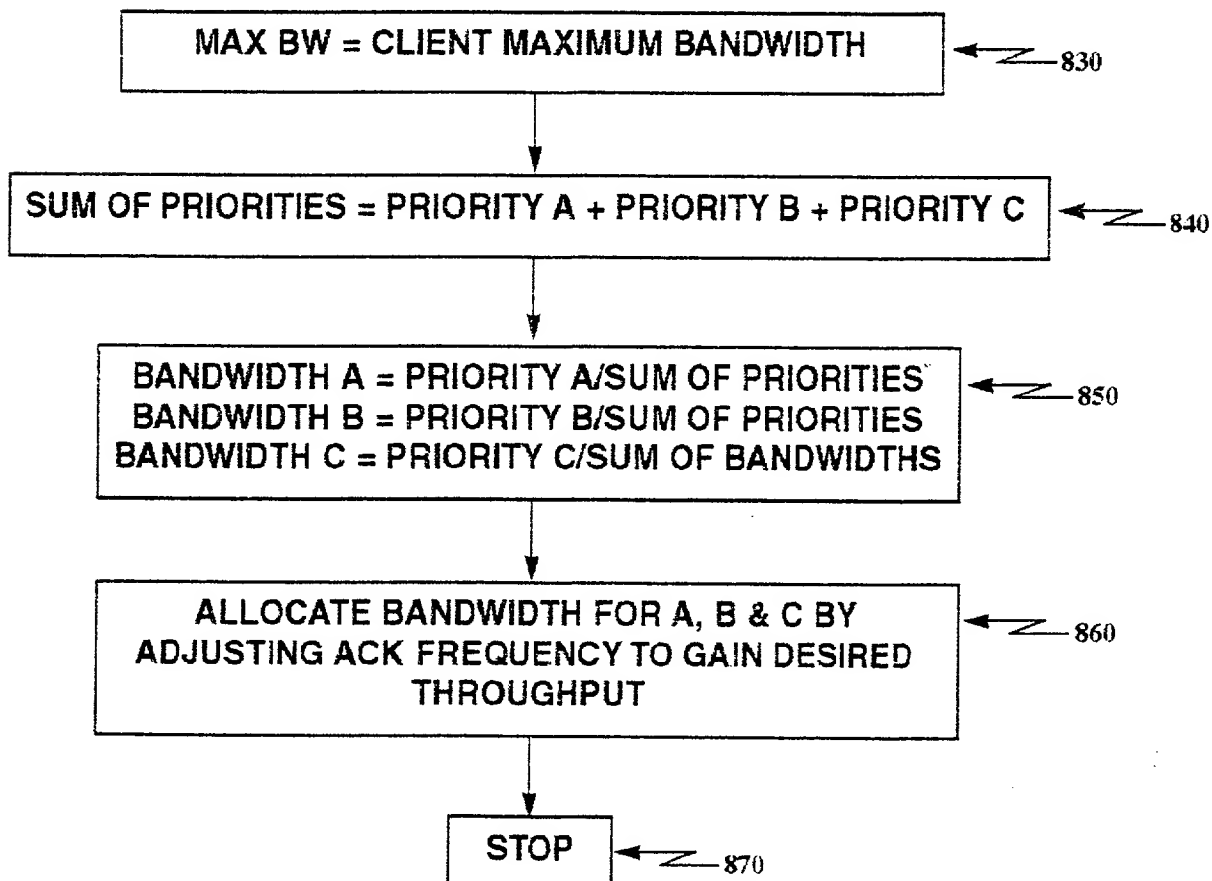 MAX BW = CLIENT MAXIMUM BANDWIDTH
830
SUM OF PRIORITIES = PRIORITY A + PRIORITY B + PRIORITY C
840
BANDWIDTH A = PRIORITY A/SUM OF PRIORITIES
BANDWIDTH B = PRIORITY B/SUM OF PRIORITIES
BANDWIDTH C = PRIORITY C/SUM OF BANDWIDTHS
850
ALLOCATE BANDWIDTH FOR A, B & C BY
ADJUSTING ACK FREQUENCY TO GAIN DESIRED
THROUGHPUT
860
STOP
870